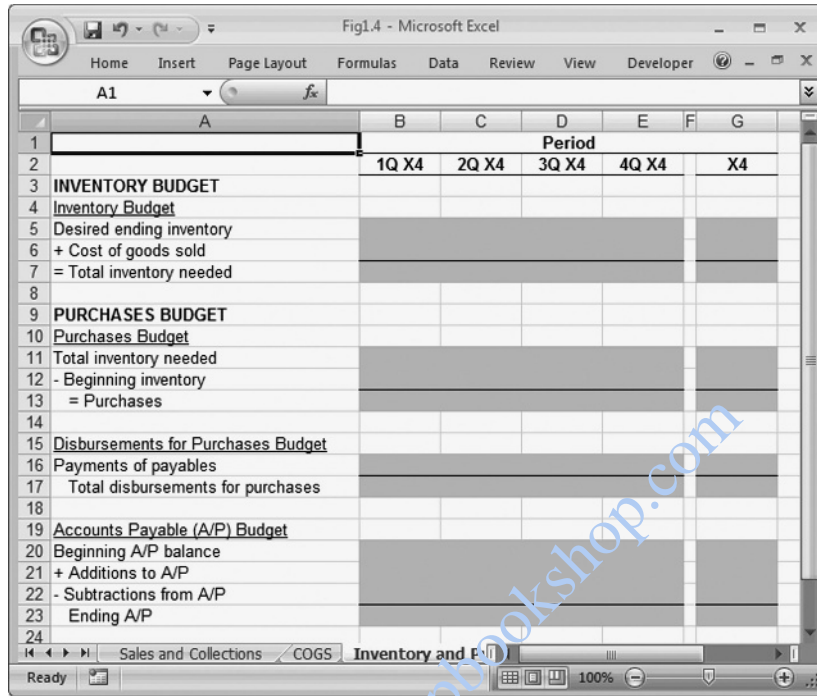 Fig1.4 - Microsoft Excel
Home Insert Page Layout Formulas Data Review View Developer
A1 fx
A B C D E F G
1 Period
2 1Q X4 2Q X4 3Q X4 4Q X4 X4
3 INVENTORY BUDGET
4 Inventory Budget
5 Desired ending inventory
6 + Cost of goods sold
7 = Total inventory needed
8
9 PURCHASES BUDGET
10 Purchases Budget
11 Total inventory needed
12 - Beginning inventory
13 = Purchases
14
15 Disbursements for Purchases Budget
16 Payments of payables
17 Total disbursements for purchases
18
19 Accounts Payable (A/P) Budget
20 Beginning A/P balance
21 + Additions to A/P
22 - Subtractions from A/P
23 Ending A/P
24
Sales and Collections COGS Inventory and
Ready 100%